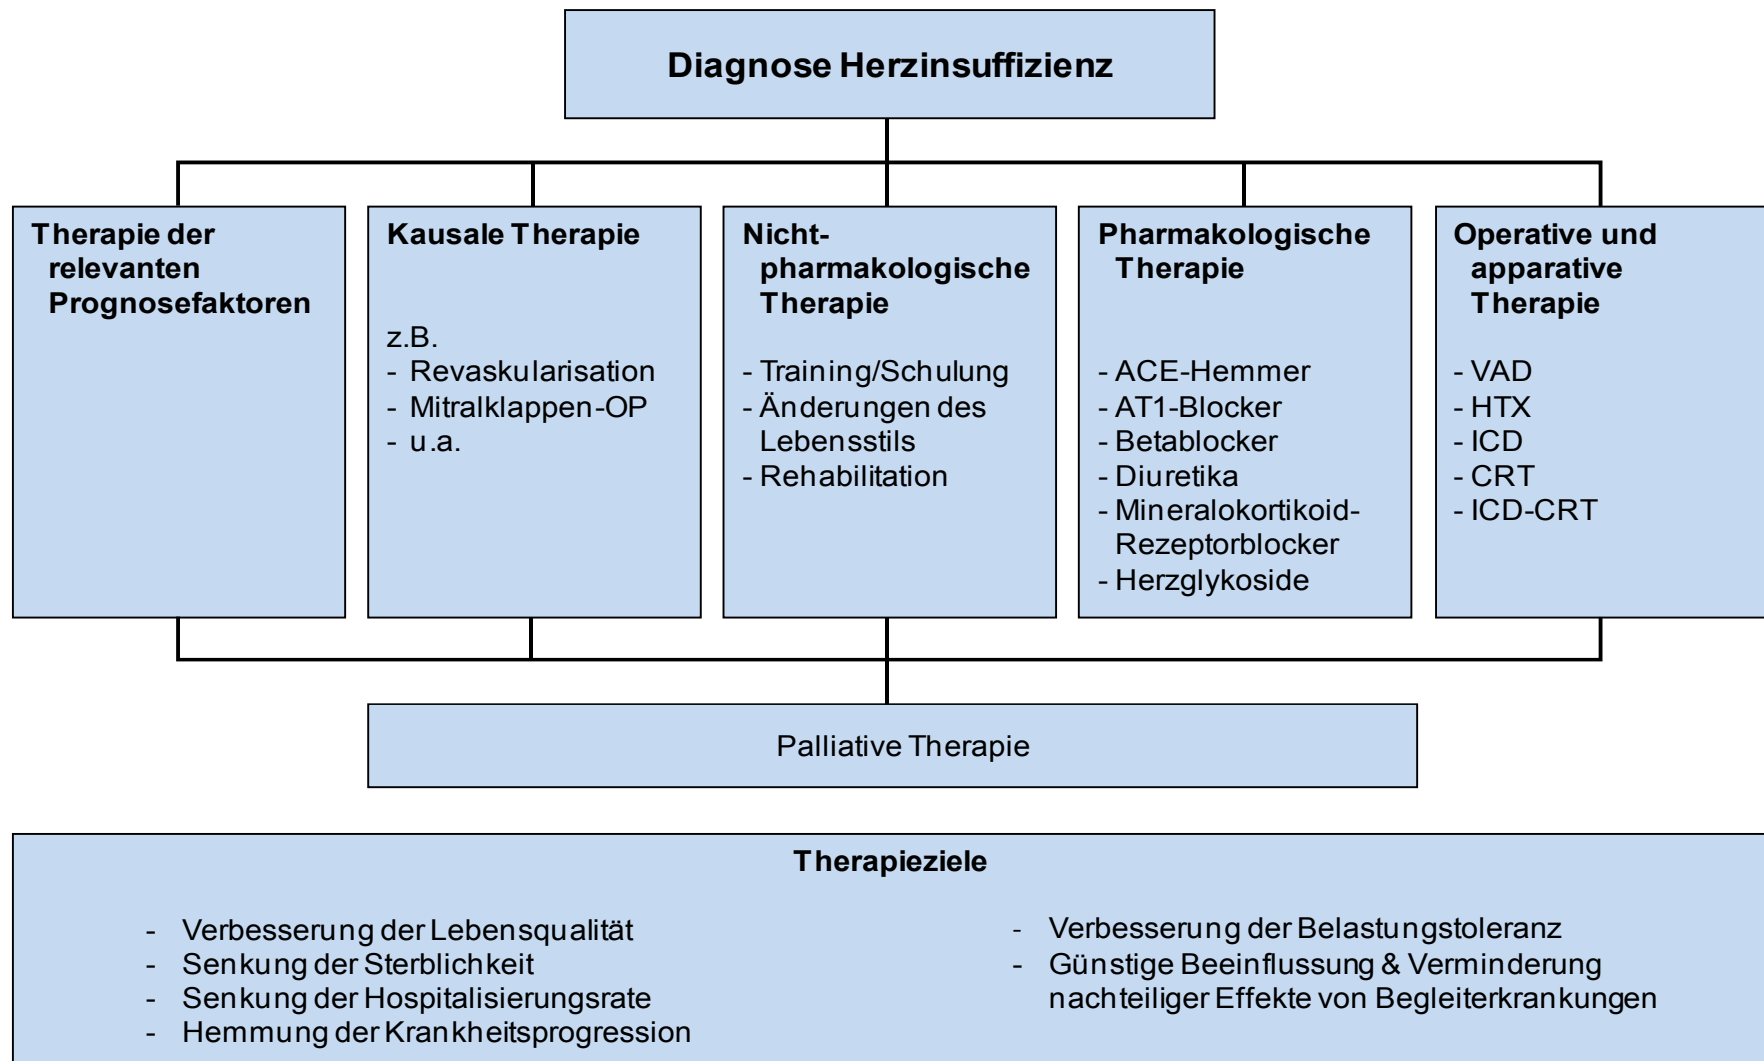 Diagnose Herzinsuffizienz
Therapie der
relevanten
Prognosefaktoren
Kausale Therapie
z.B.
- Revaskularisation
- Mitralklappen-OP
- u.a.
Nicht-
pharmakologische
Therapie
- Training/Schulung
- Änderungen des
Lebensstils
- Rehabilitation
Pharmakologische
Therapie
- ACE-Hemmer
- AT1-Blocker
- Betablocker
- Diuretika
- Mineralokortikoid-
Rezeptorblocker
- Herzglykoside
Operative und
apparative
Therapie
- VAD
- HTX
- ICD
- CRT
- ICD-CRT
Palliative Therapie
Therapieziele
- Verbesserung der Lebensqualität
- Senkung der Sterblichkeit
- Senkung der Hospitalisierungsrate
- Hemmung der Krankheitsprogression
- Verbesserung der Belastungstoleranz
- Günstige Beeinflussung & Verminderung
nachteiliger Effekte von Begleiterkrankungen